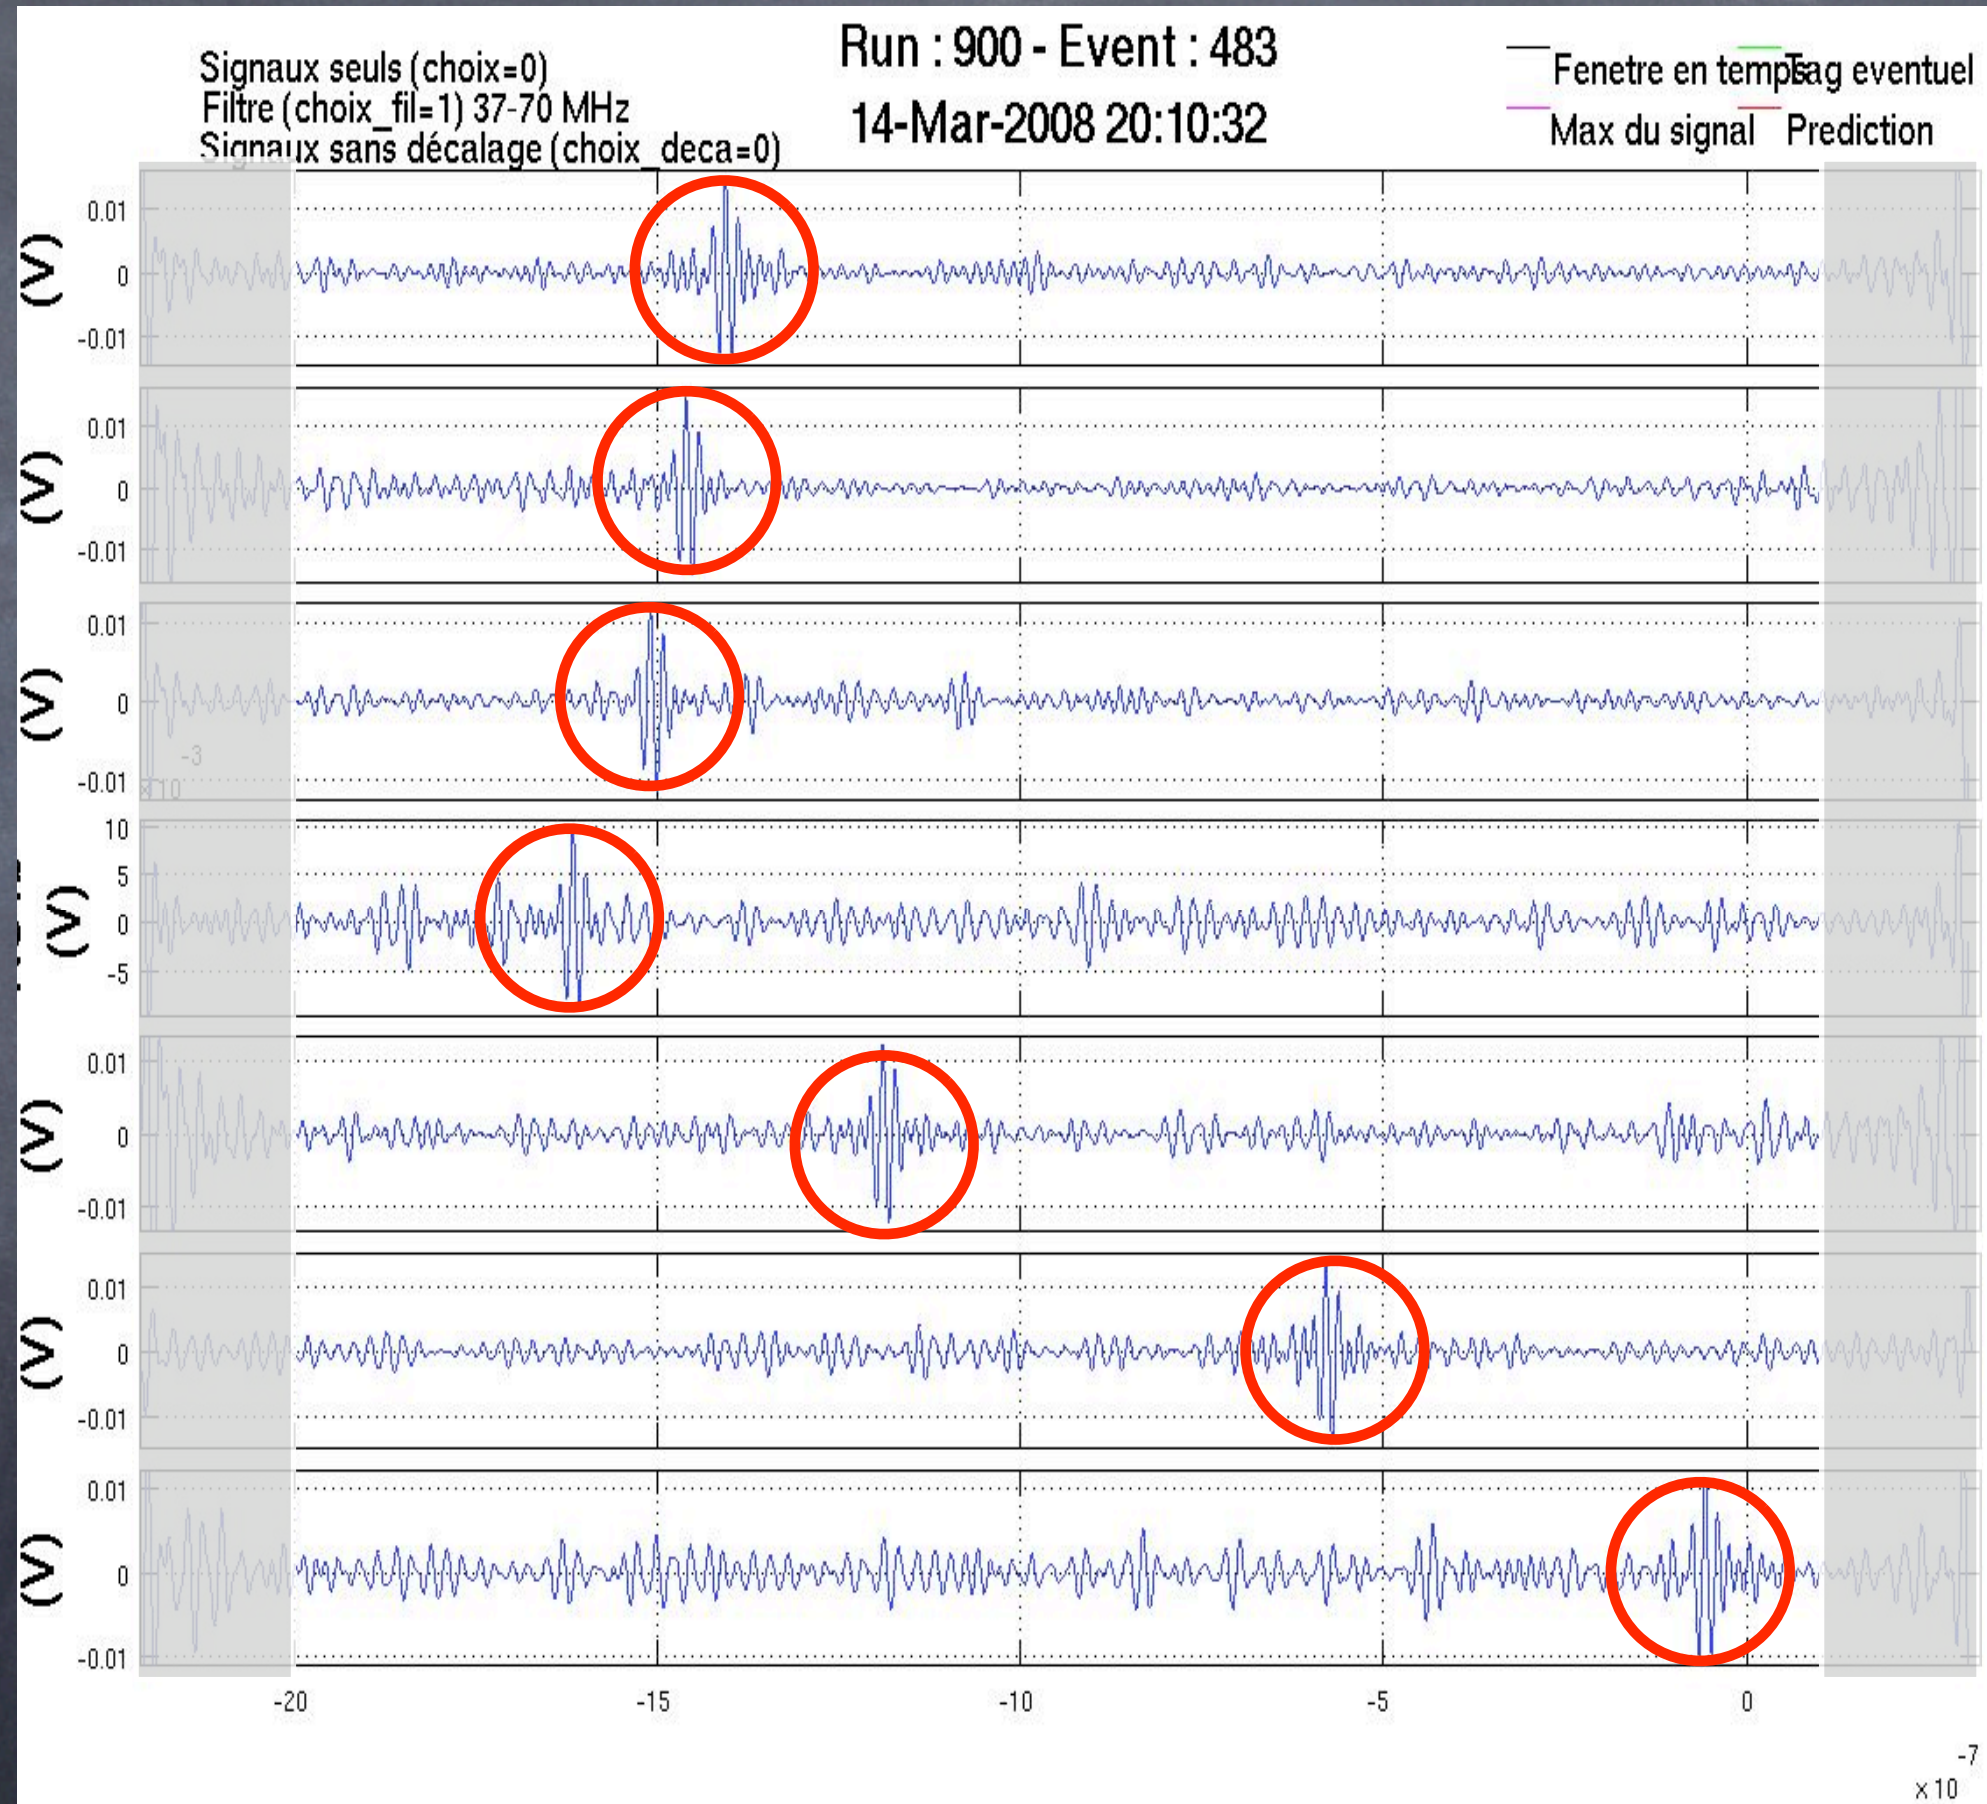 Run : 900 - Event : 483
14-Mar-2008 20:10:32
Signaux seuls (choix=0)
Filtre (choix_fil=1) 37-70 MHz
Signaux sans décalage (choix_deca=0)
Fenetre en temps Tag eventuel
Max du signal Prediction
(V) 0.01 0 -0.01
(V) 0.01 0 -0.01
(V) 0.01 0 -0.01
x 10 -3
(V) 10 5 0 -5
(V) 0.01 0 -0.01
(V) 0.01 0 -0.01
(V) 0.01 0 -0.01
-20 -15 -10 -5 0
x 10 -7